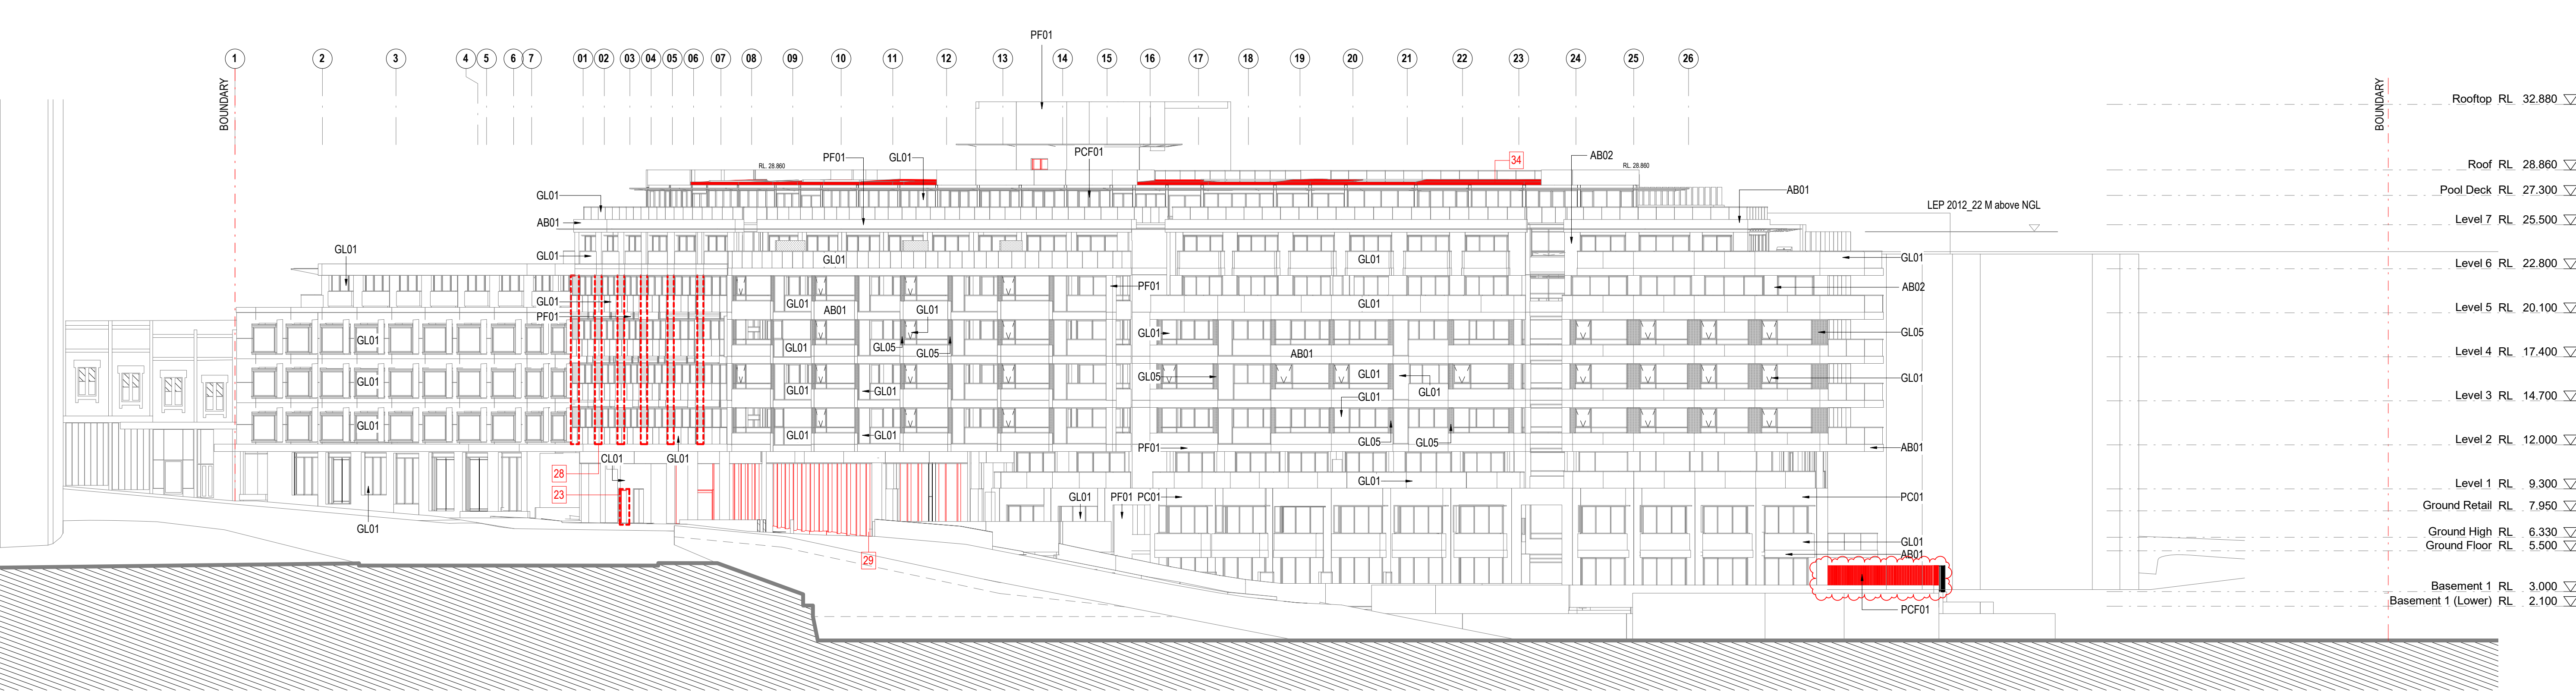 PF01
1
2
3
4
5
6
7
01
02
03
04
05
06
07
08
09
10
11
12
13
14
15
16
17
18
19
20
21
22
23
24
25
26
BOUNDARY
BOUNDARY
Rooftop RL 32.880
PF01
GL01
PCF01
34
AB02
RL. 28.860
RL. 28.860
Roof RL 28.860
Pool Deck RL 27.300
GL01
AB01
LEP 2012_22 M above NGL
AB01
Level 7 RL 25.500
GL01
GL01
GL01
GL01
GL01
Level 6 RL 22.800
PF01
AB02
GL01
GL01
GL01
AB01
GL01
Level 5 RL 20.100
PF01
GL01
GL05
GL01
GL01
GL05
GL05
AB01
Level 4 RL 17.400
GL05
GL01
GL01
GL01
GL01
GL01
GL01
GL01
Level 3 RL 14.700
GL01
GL01
GL01
GL05
GL05
Level 2 RL 12.000
PF01
AB01
CL01
GL01
28
GL01
Level 1 RL 9.300
23
GL01
PF01
PC01
PC01
Ground Retail RL 7.950
GL01
Ground High RL 6.330
GL01
Ground Floor RL 5.500
AB01
29
Basement 1 RL 3.000
Basement 1 (Lower) RL 2.100
PCF01